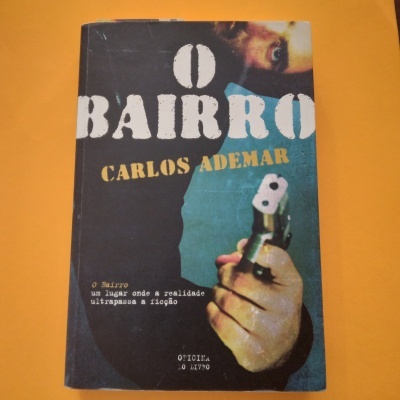 O
BAIRRO
CARLOS ADEMAR
O Bairro
um lugar onde a realidade
ultrapassa a ficção
OFICINA
DO LIVRO